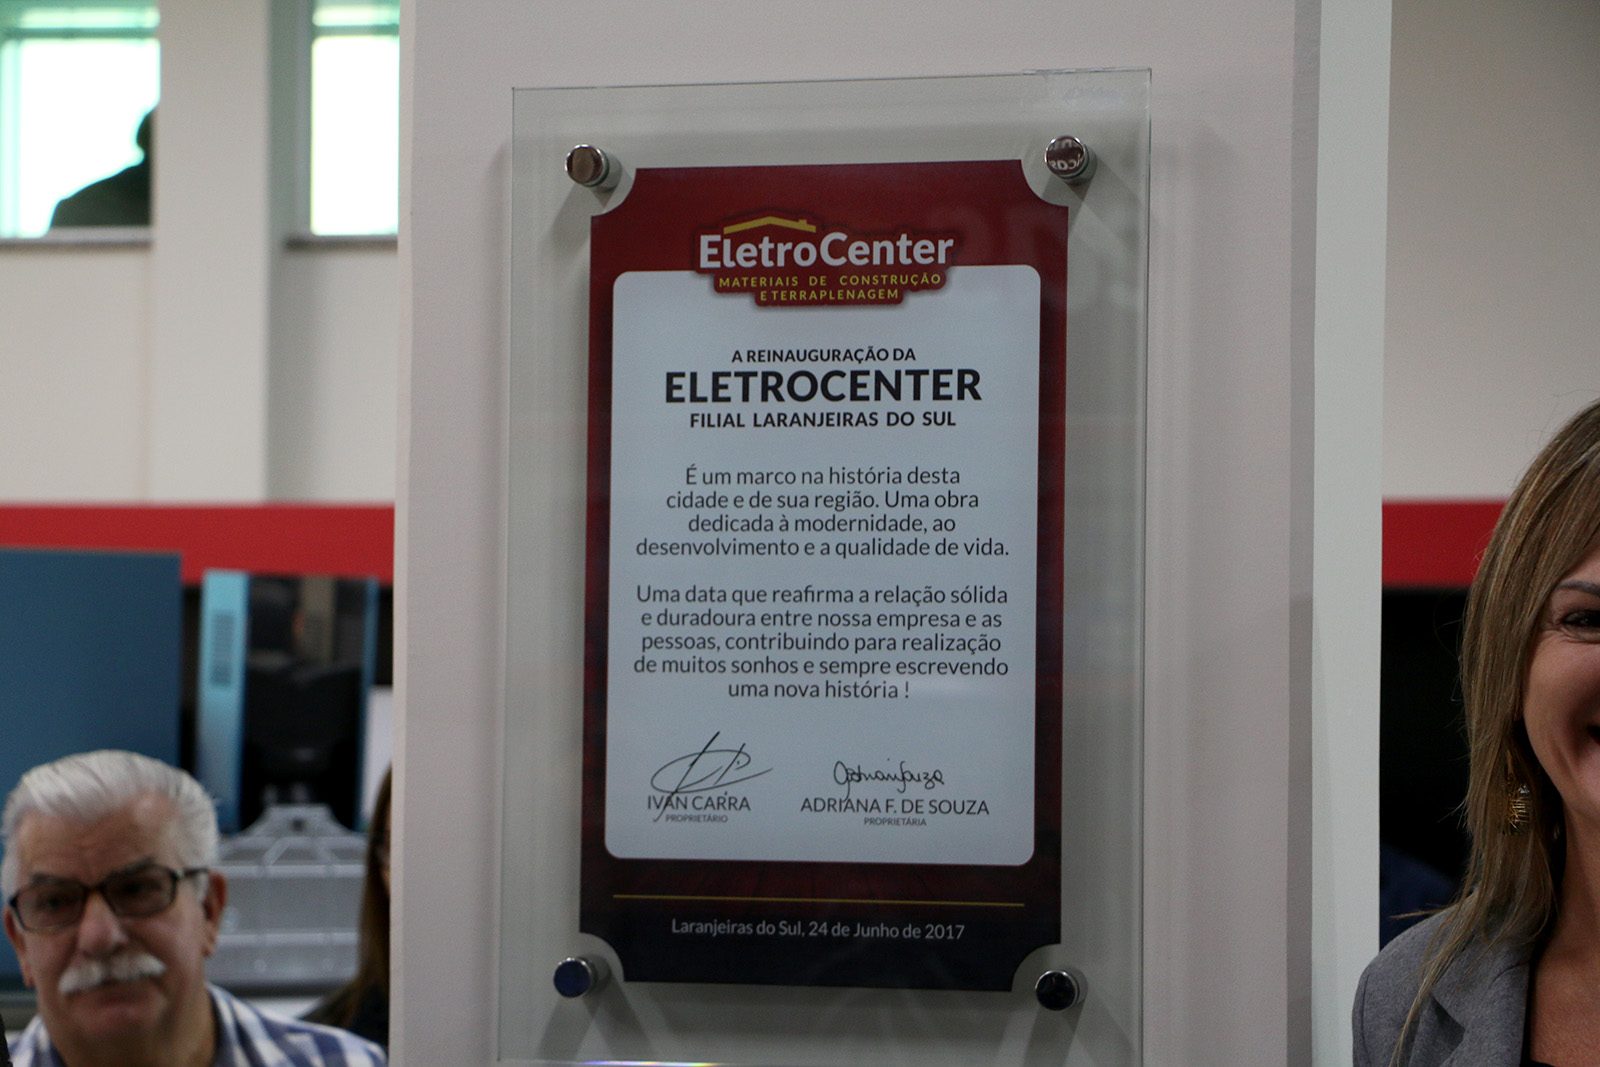 EletroCenter
MATERIAIS DE CONSTRUÇÃO
E TERRAPLENAGEM
A REINAUGURAÇÃO DA
ELETROCENTER
FILIAL LARANJEIRAS DO SUL
É um marco na história desta
cidade e de sua região. Uma obra
dedicada à modernidade, ao
desenvolvimento e a qualidade de vida.
Uma data que reafirma a relação sólida
e duradoura entre nossa empresa e as
pessoas, contribuindo para realização
de muitos sonhos e sempre escrevendo
uma nova história !
IVAN CARRA
PROPRIETÁRIO
ADRIANA F. DE SOUZA
PROPRIETÁRIA
Laranjeiras do Sul, 24 de Junho de 2017